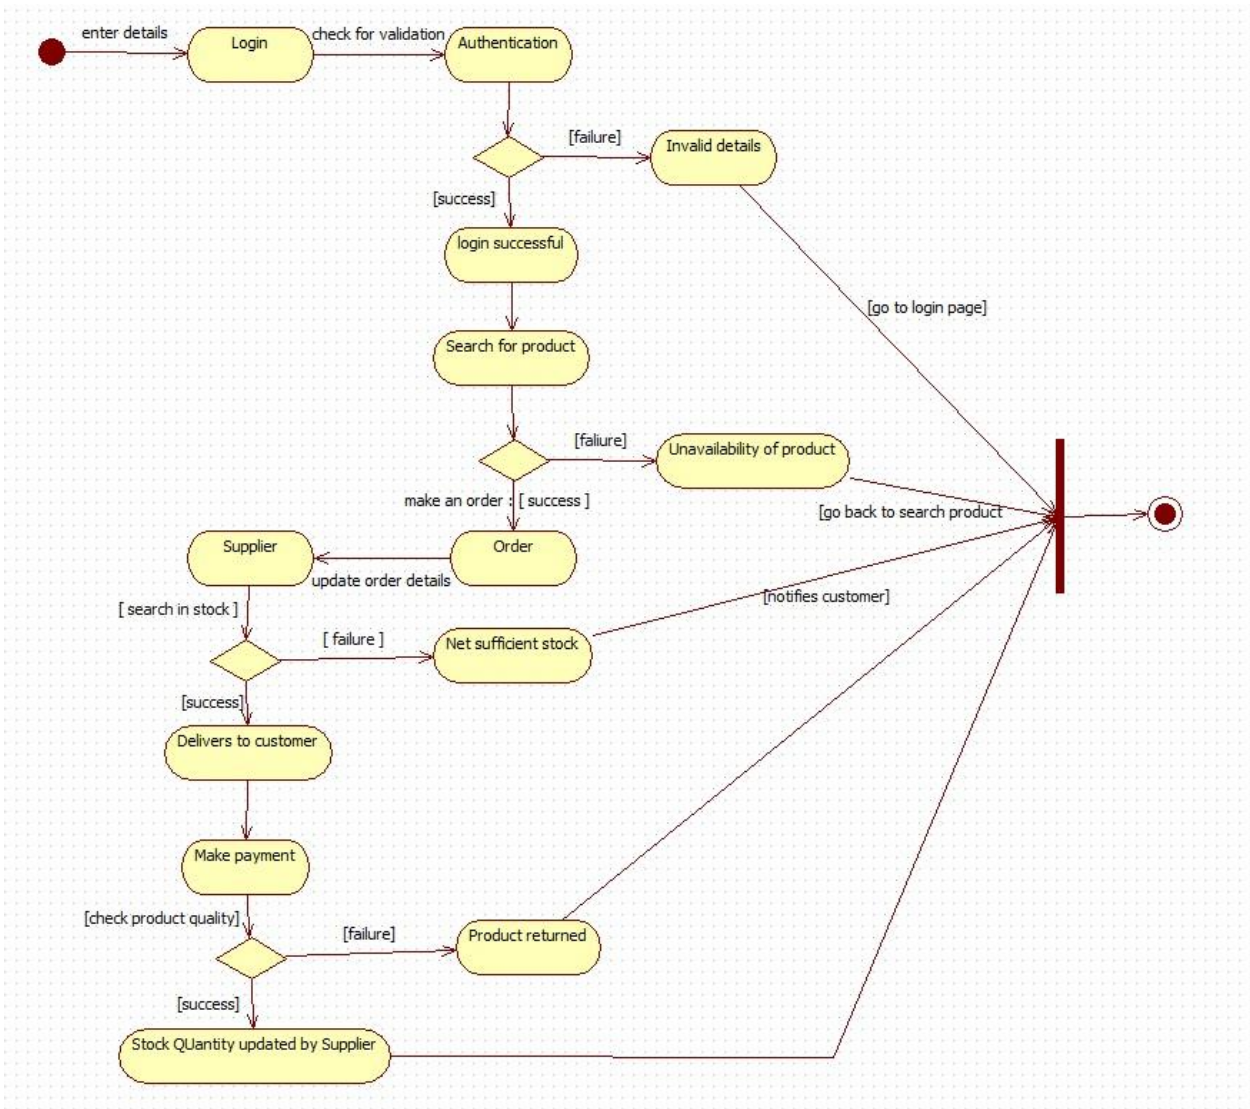 enter details
Login
check for validation
Authentication
[failure]
Invalid details
[success]
login successful
[go to login page]
Search for product
[faliure]
Unavailability of product
make an order : [ success ]
[go back to search product
Supplier
Order
update order details
[ search in stock ]
[notifies customer]
[ failure ]
Net sufficient stock
[success]
Delivers to customer
Make payment
[check product quality]
[failure]
Product returned
[success]
Stock QUantity updated by Supplier